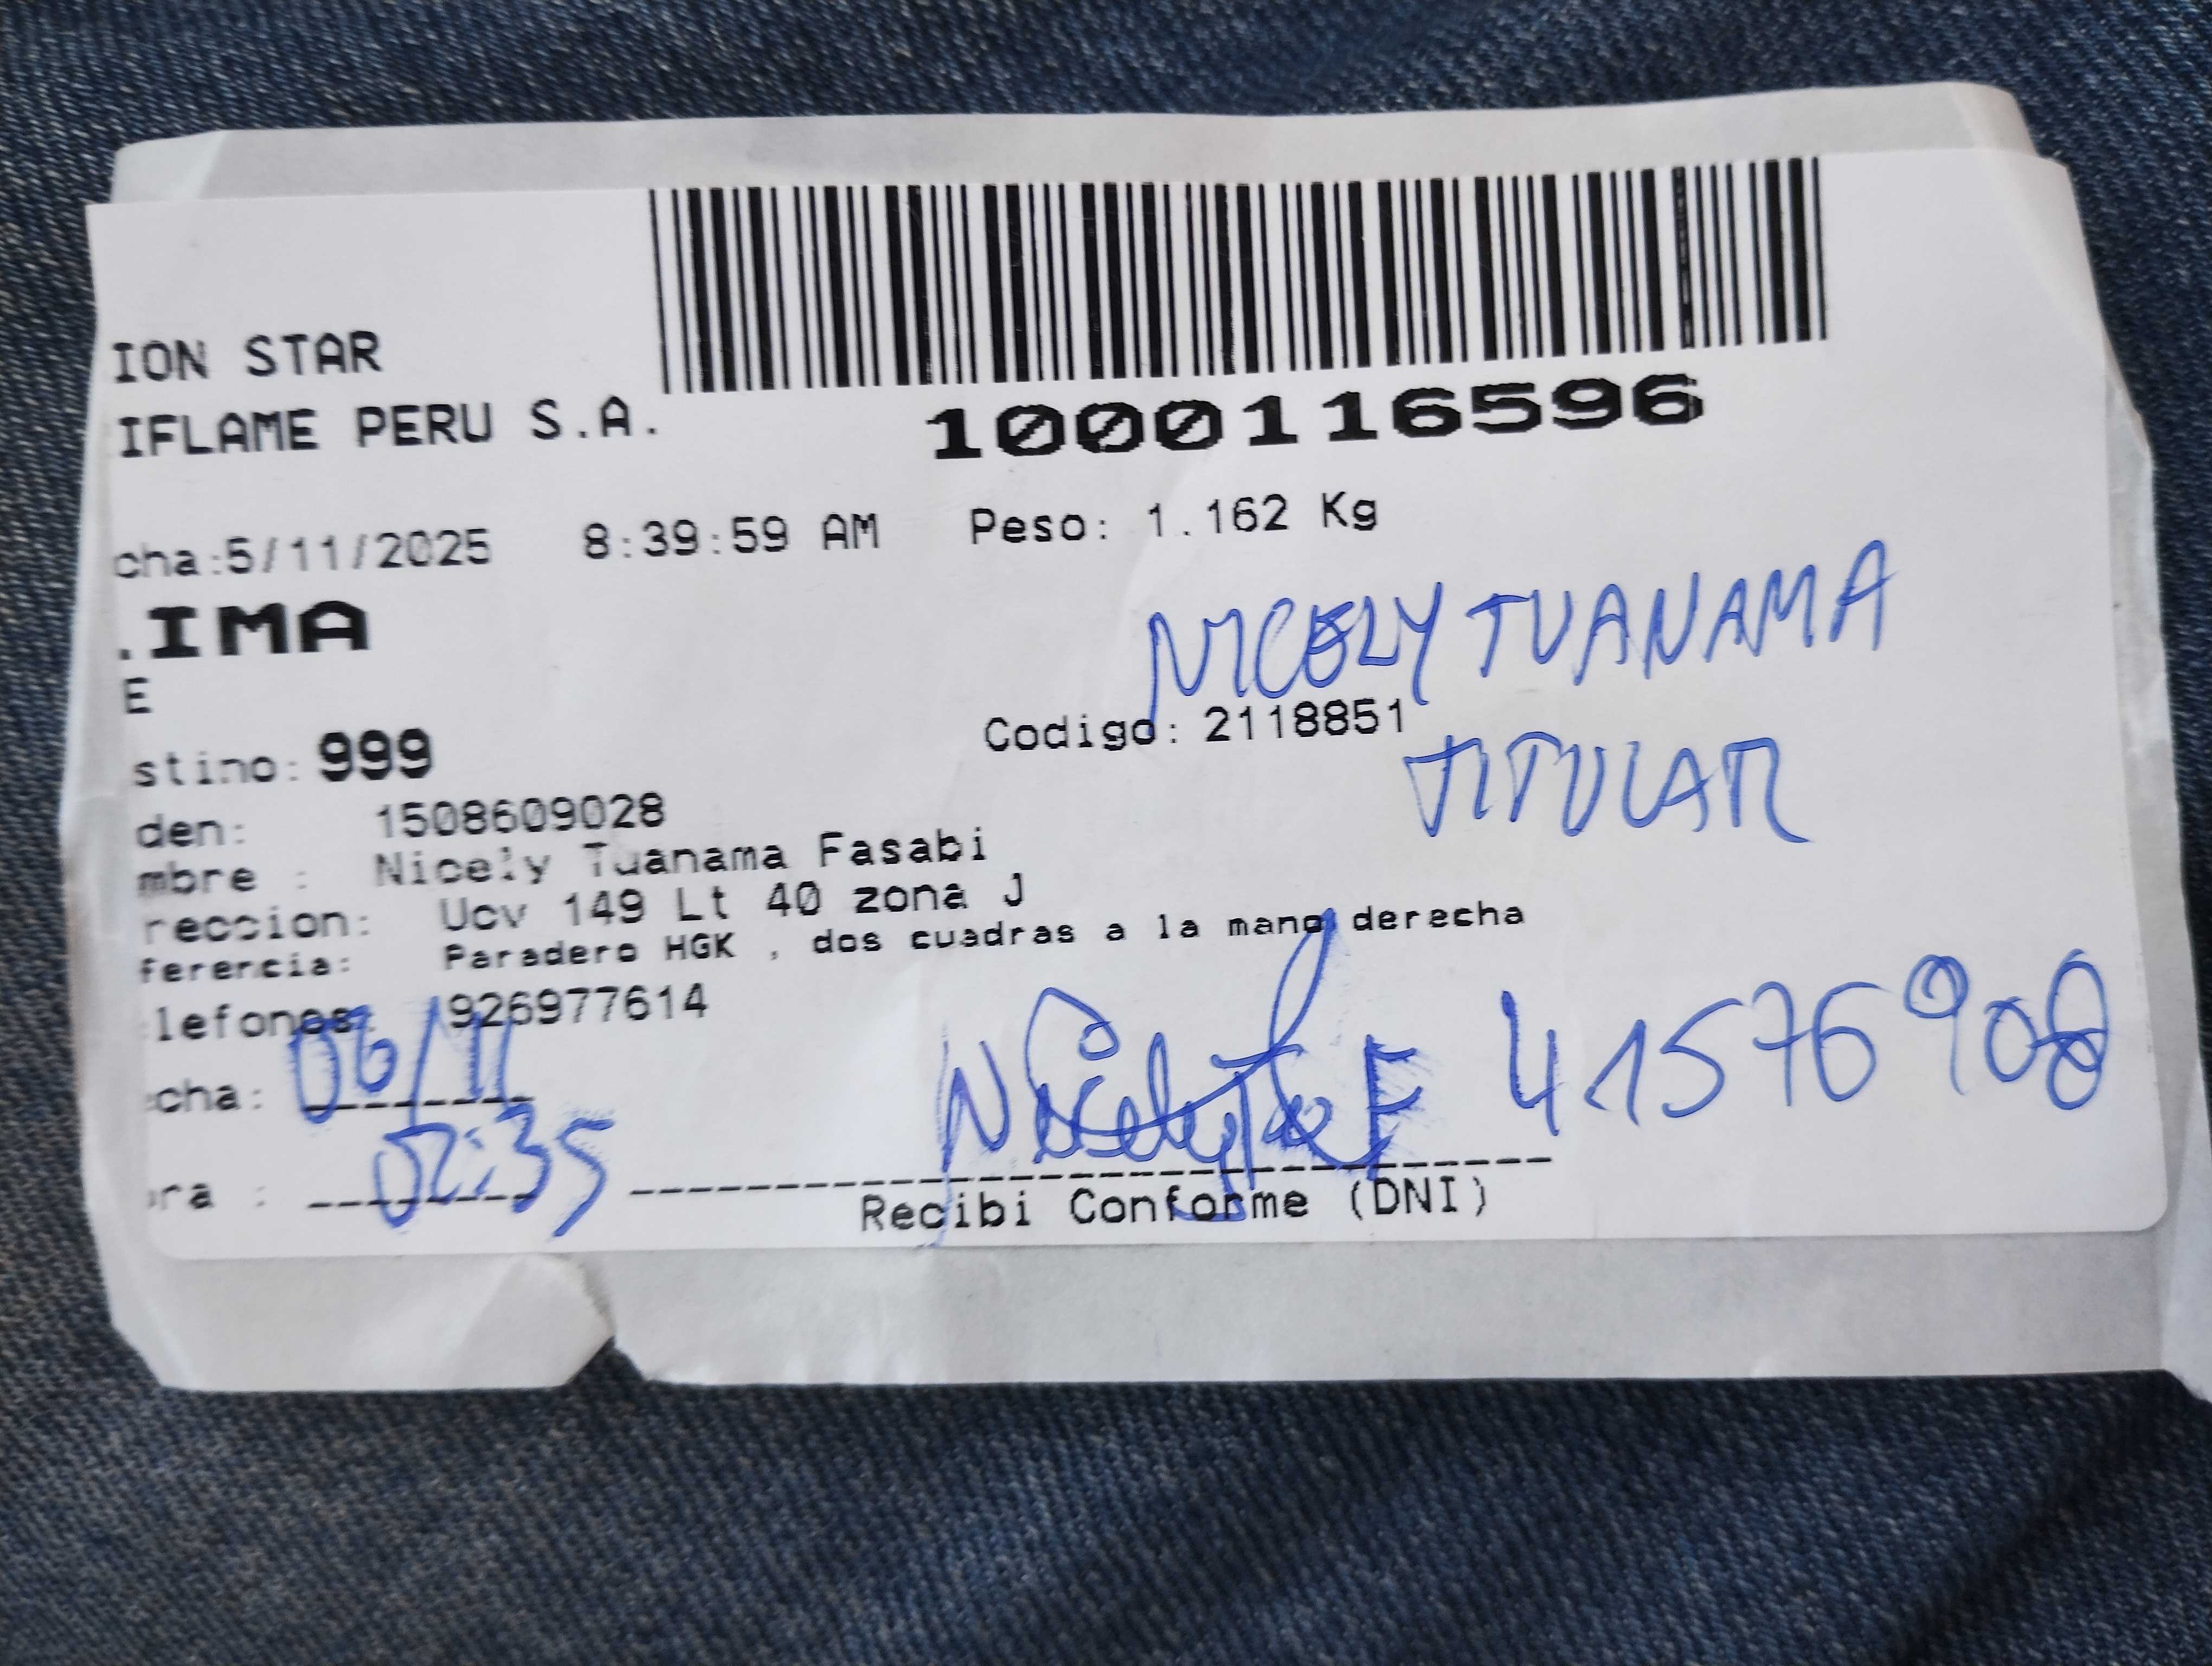 ION STAR
IFLAME PERU S.A.
1000116596
cha:5/11/2025 8:39:59 AM Peso: 1.162 Kg
.IMA
E
NICELY TUANAMA
stino: 999 Codigo: 2118851
TITULAR
den: 1508609028
mbre : Nicely Tuanama Fasabi
reccion: Ucv 149 Lt 40 zona J
ferencia: Paradero HGK , dos cuadras a la mano derecha
lefonos: 926977614
cha: 06/11
41576908
ora : 02:35
Recibi Conforme (DNI)